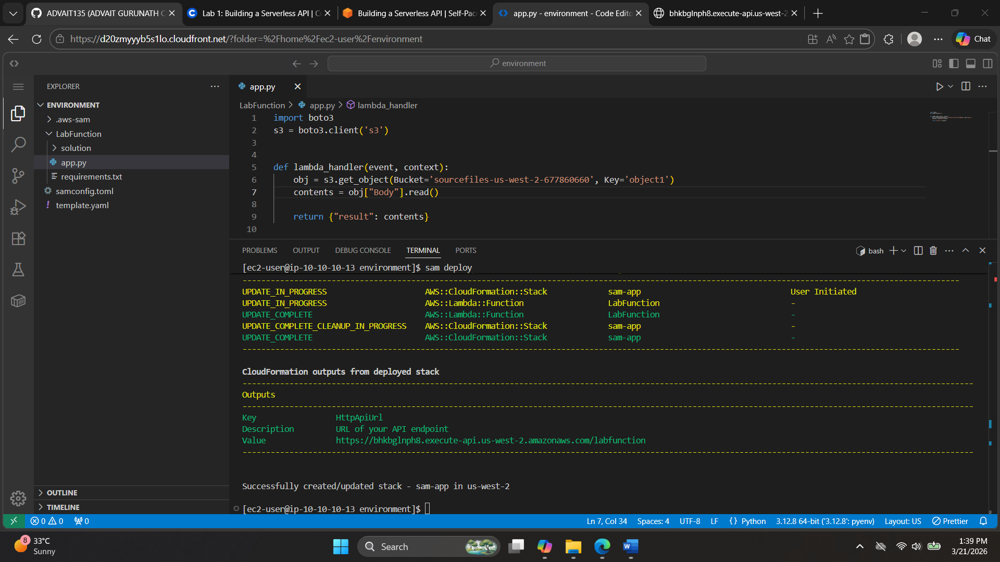 ADVAIT135 (ADVAIT GURUNATH C
Lab 1: Building a Serverless API | Co
Building a Serverless API | Self-Pac
app.py - environment - Code Edito
bhkbglnph8.execute-api.us-west-2
https://d20zmyyyb5s1lo.cloudfront.net/?folder=%2Fhome%2Fec2-user%2Fenvironment
Chat
environment
EXPLORER
ENVIRONMENT
.aws-sam
LabFunction
solution
app.py
requirements.txt
samconfig.toml
template.yaml
OUTLINE
TIMELINE
app.py
LabFunction > app.py > lambda_handler
1 import boto3
2 s3 = boto3.client('s3')
3
4
5 def lambda_handler(event, context):
6 obj = s3.get_object(Bucket='sourcefiles-us-west-2-677860660', Key='object1')
7 contents = obj["Body"].read()
8
9 return {"result": contents}
10
PROBLEMS OUTPUT DEBUG CONSOLE TERMINAL PORTS
bash
[ec2-user@ip-10-10-10-13 environment]$ sam deploy
UPDATE_IN_PROGRESS AWS::CloudFormation::Stack sam-app User Initiated
UPDATE_IN_PROGRESS AWS::Lambda::Function LabFunction -
UPDATE_COMPLETE AWS::Lambda::Function LabFunction -
UPDATE_COMPLETE_CLEANUP_IN_PROGRESS AWS::CloudFormation::Stack sam-app -
UPDATE_COMPLETE AWS::CloudFormation::Stack sam-app -
CloudFormation outputs from deployed stack
Outputs
Key HttpApiUrl
Description URL of your API endpoint
Value https://bhkbglnph8.execute-api.us-west-2.amazonaws.com/labfunction
Successfully created/updated stack - sam-app in us-west-2
[ec2-user@ip-10-10-10-13 environment]$
0 0 0
Ln 7, Col 34 Spaces: 4 UTF-8 LF {} Python 3.12.8 64-bit ('3.12.8': pyenv) Layout: US Prettier
8
33°C
Sunny
Search
1:39 PM
3/21/2026